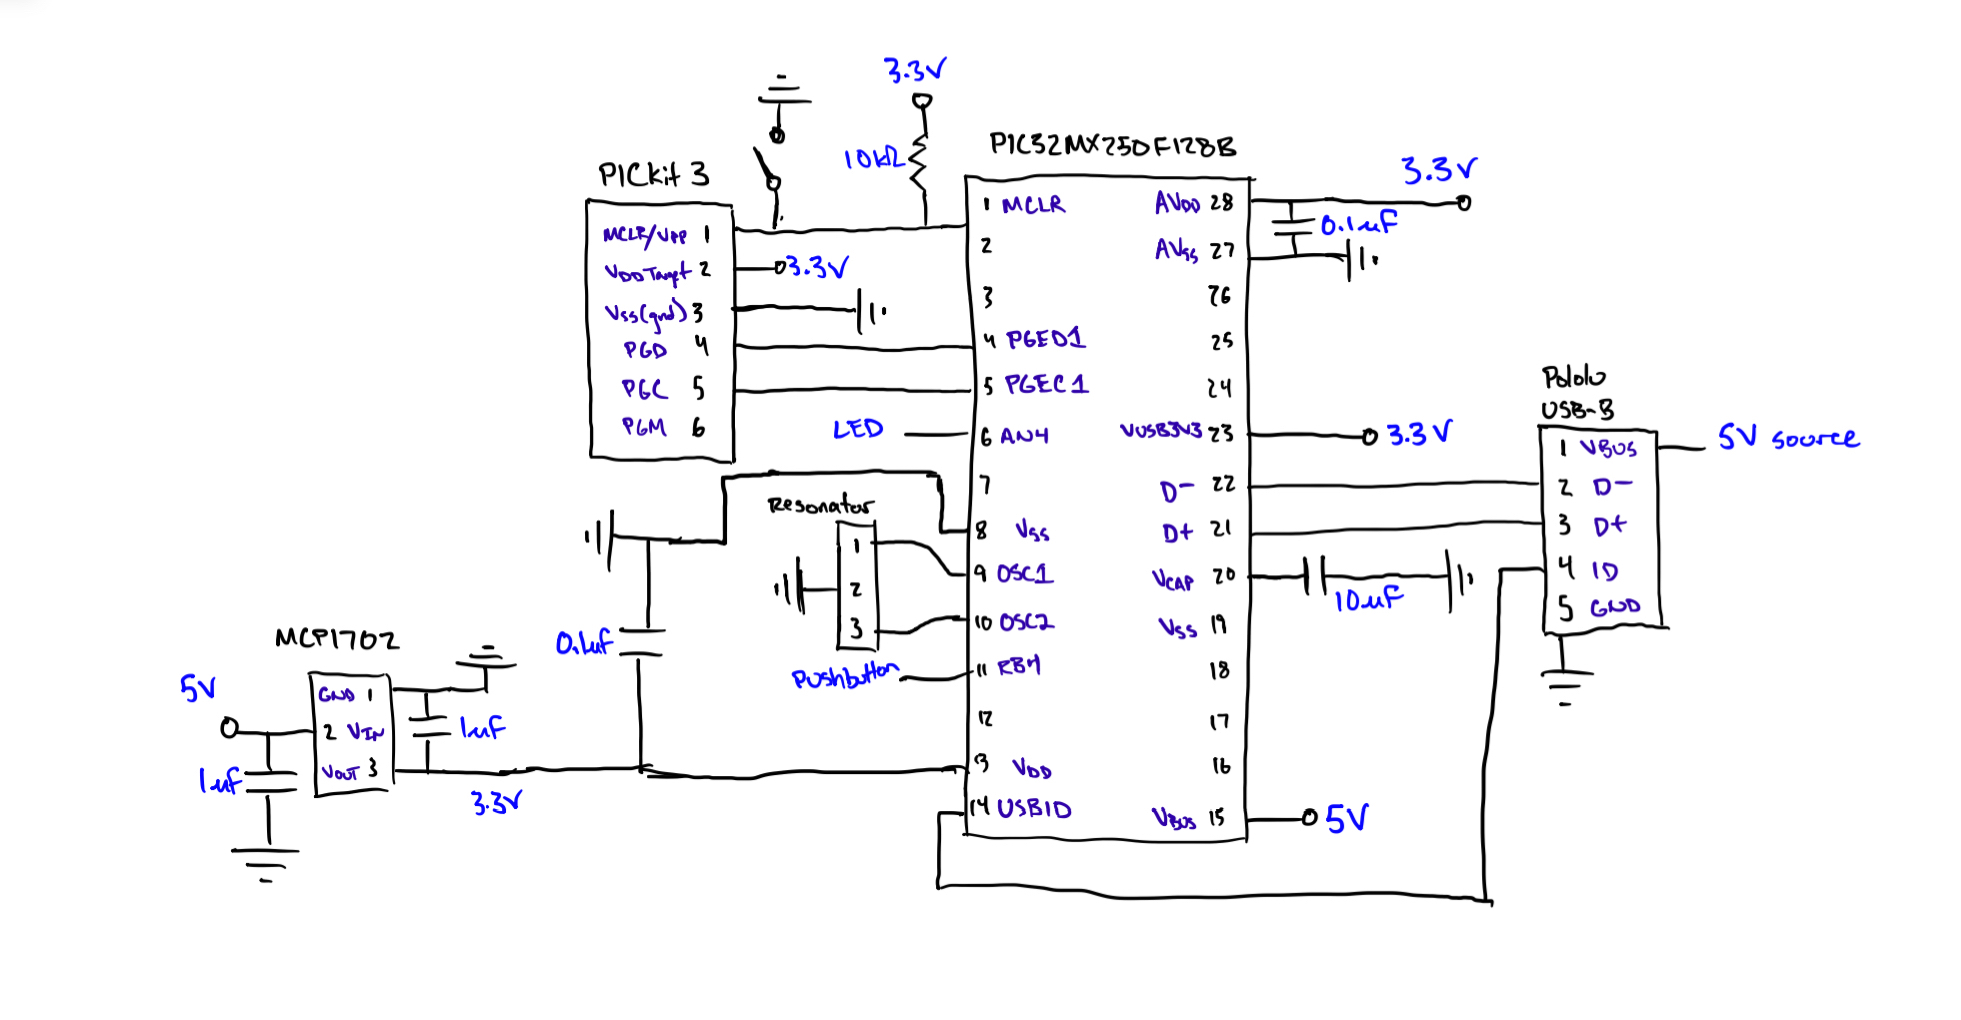 3.3V
10kΩ
PIC32MX250F128B
PICkit 3
MCLR/VPP 1
VDD Target 2
Vss(gnd) 3
PGD 4
PGC 5
PGM 6
3.3V
1 MCLR
2
3
4 PGED1
5 PGEC1
LED
6 AN4
7
8 Vss
9 OSC1
10 OSC2
Pushbutton
11 RB4
12
13 VDD
14 USBID
AVDD 28
AVss 27
26
25
24
VUSB3V3 23
D- 22
D+ 21
VCAP 20
Vss 19
18
17
16
VBUS 15
3.3V
0.1uF
3.3V
10uF
5V
Pololu
USB-B
1 VBUS
2 D-
3 D+
4 ID
5 GND
5V source
Resonator
1
2
3
0.1uF
MCP1702
5V
GND 1
2 VIN
VOUT 3
1uF
1uF
3.3V